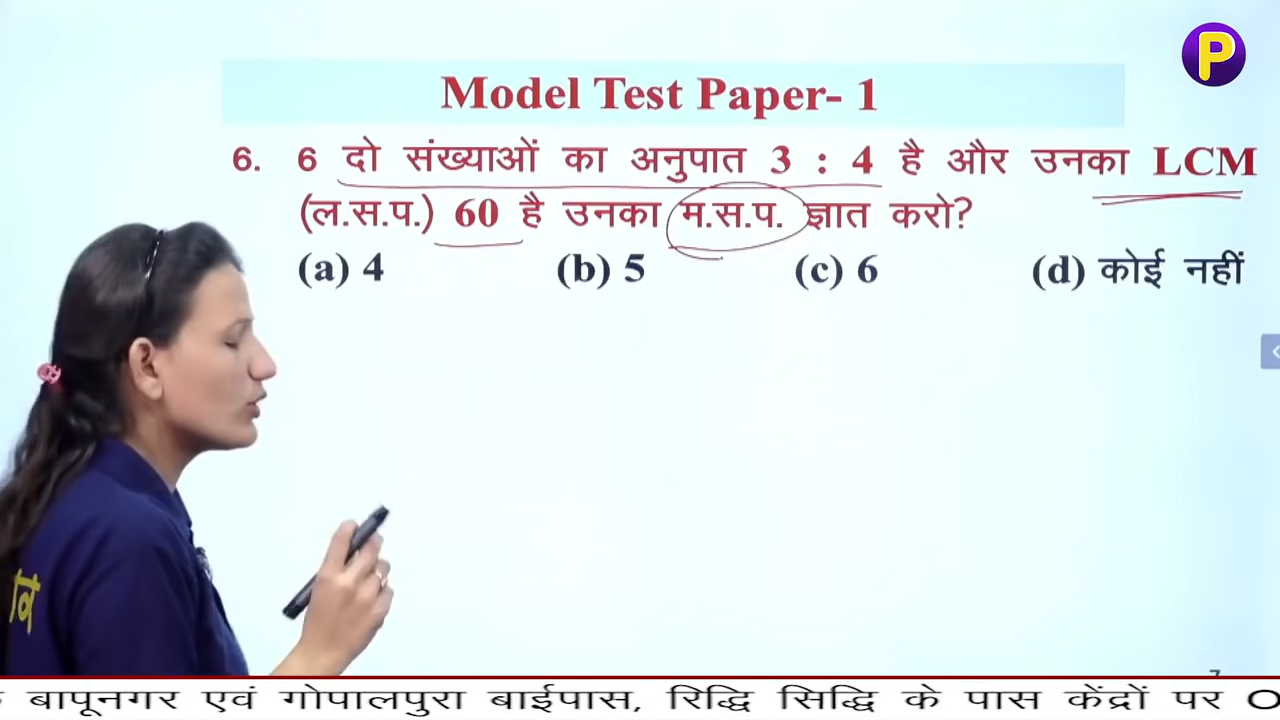 P
Model Test Paper- 1
6. 6 दो संख्याओं का अनुपात 3 : 4 है और उनका LCM
(ल.स.प.) 60 है उनका म.स.प. ज्ञात करो?
(a) 4 (b) 5 (c) 6 (d) कोई नहीं
बापूनगर एवं गोपालपुरा बाईपास, रिद्धि सिद्धि के पास केंद्रों पर